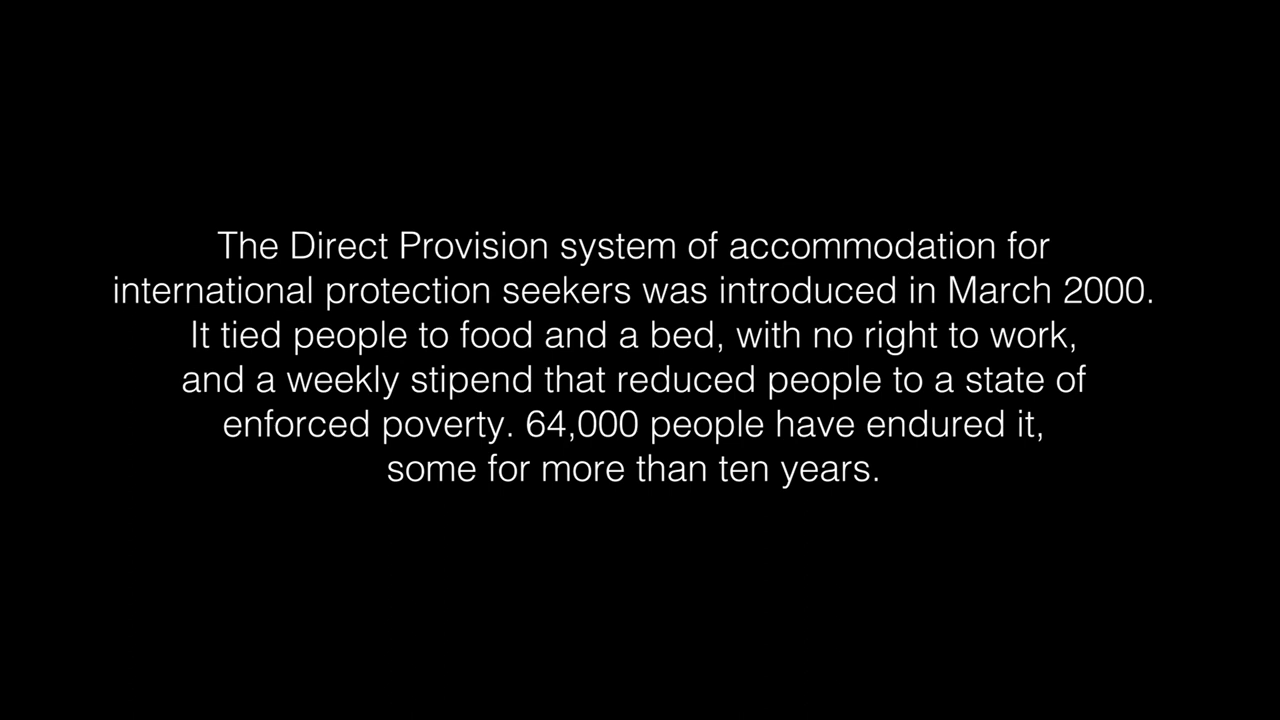 The Direct Provision system of accommodation for
international protection seekers was introduced in March 2000.
It tied people to food and a bed, with no right to work,
and a weekly stipend that reduced people to a state of
enforced poverty. 64,000 people have endured it,
some for more than ten years.